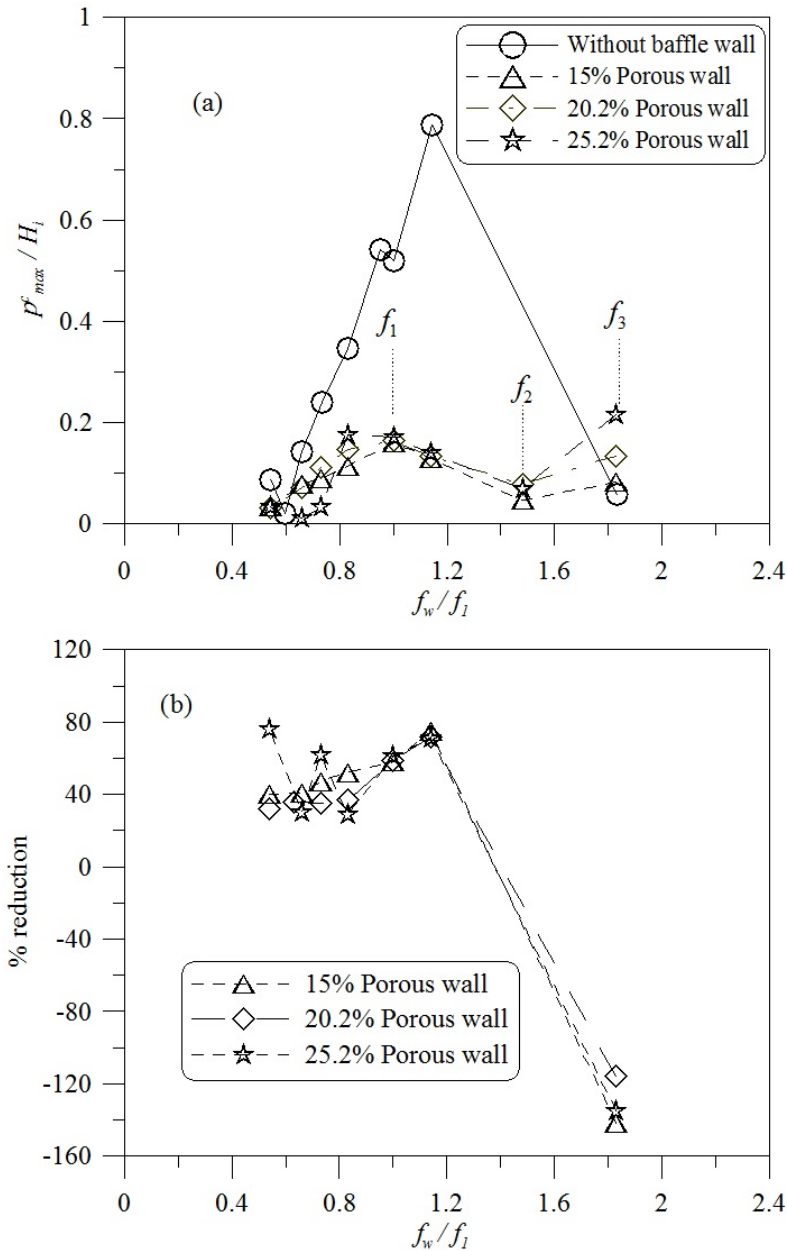 1
0.8
0.6
0.4
0.2
0
p^c_max / H_i
(a)
Without baffle wall
15% Porous wall
20.2% Porous wall
25.2% Porous wall
f_1
f_2
f_3
0 0.4 0.8 1.2 1.6 2 2.4
f_w / f_1
120
80
40
0
-40
-80
-120
-160
% reduction
(b)
15% Porous wall
20.2% Porous wall
25.2% Porous wall
0 0.4 0.8 1.2 1.6 2 2.4
f_w / f_1